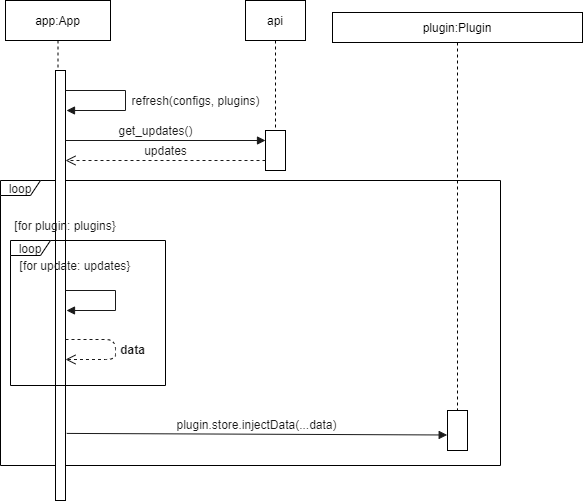 app:App
api
plugin:Plugin
refresh(configs, plugins)
get_updates()
updates
loop
[for plugin: plugins}
loop
[for update: updates}
data
plugin.store.injectData(...data)